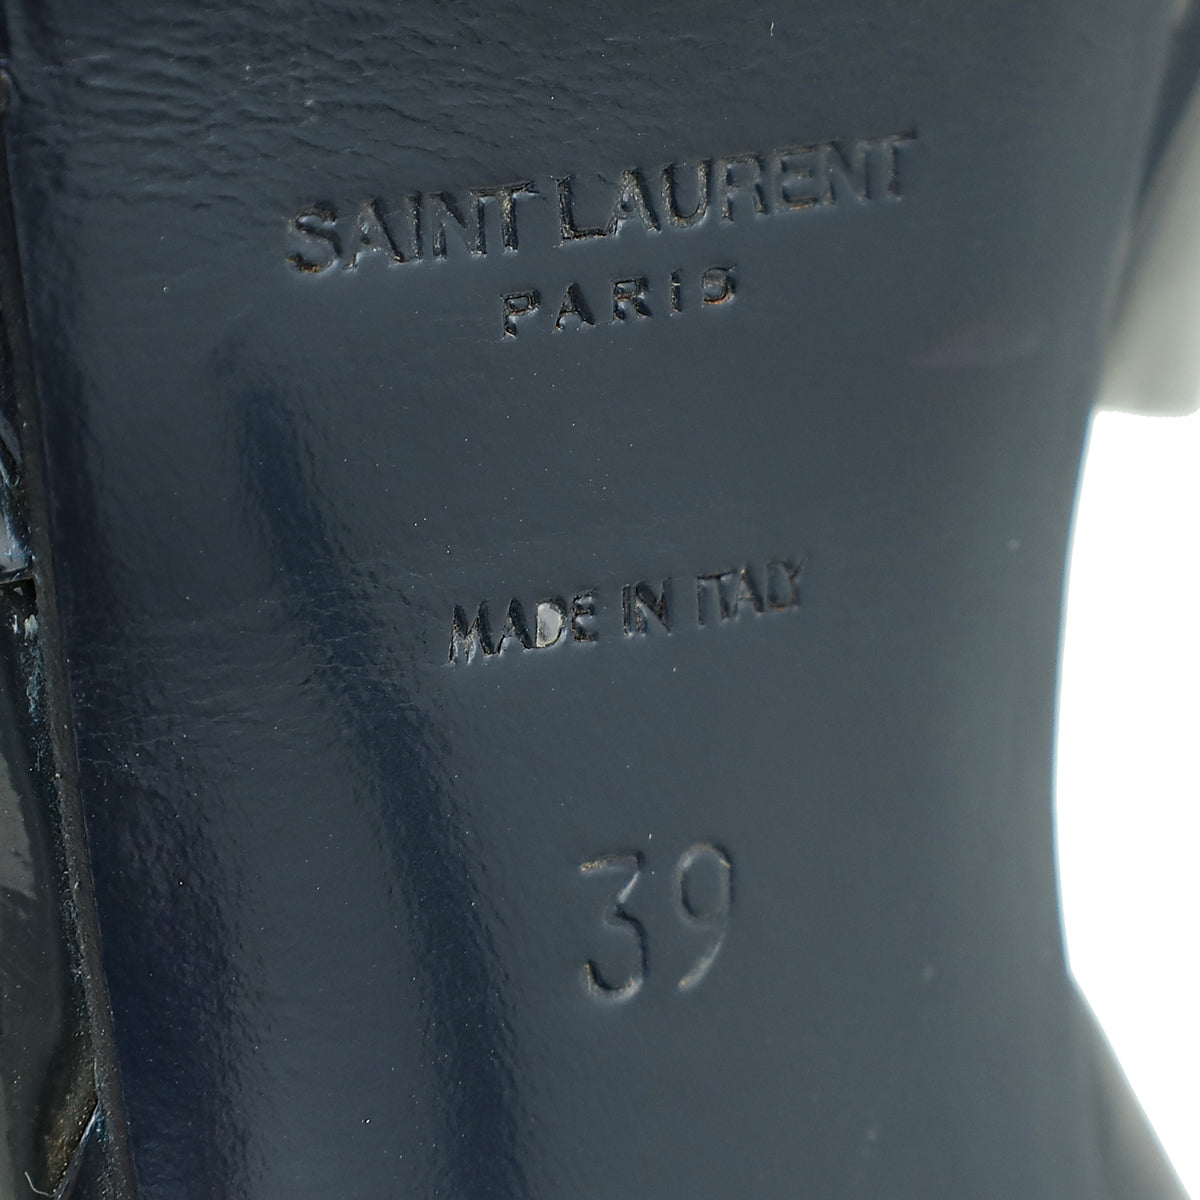 SAINT LAURENT
PARIS
MADE IN ITALY
39